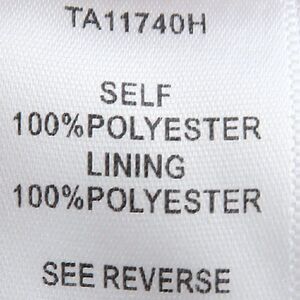 TA11740H
SELF
100%POLYESTER
LINING
100%POLYESTER
SEE REVERSE